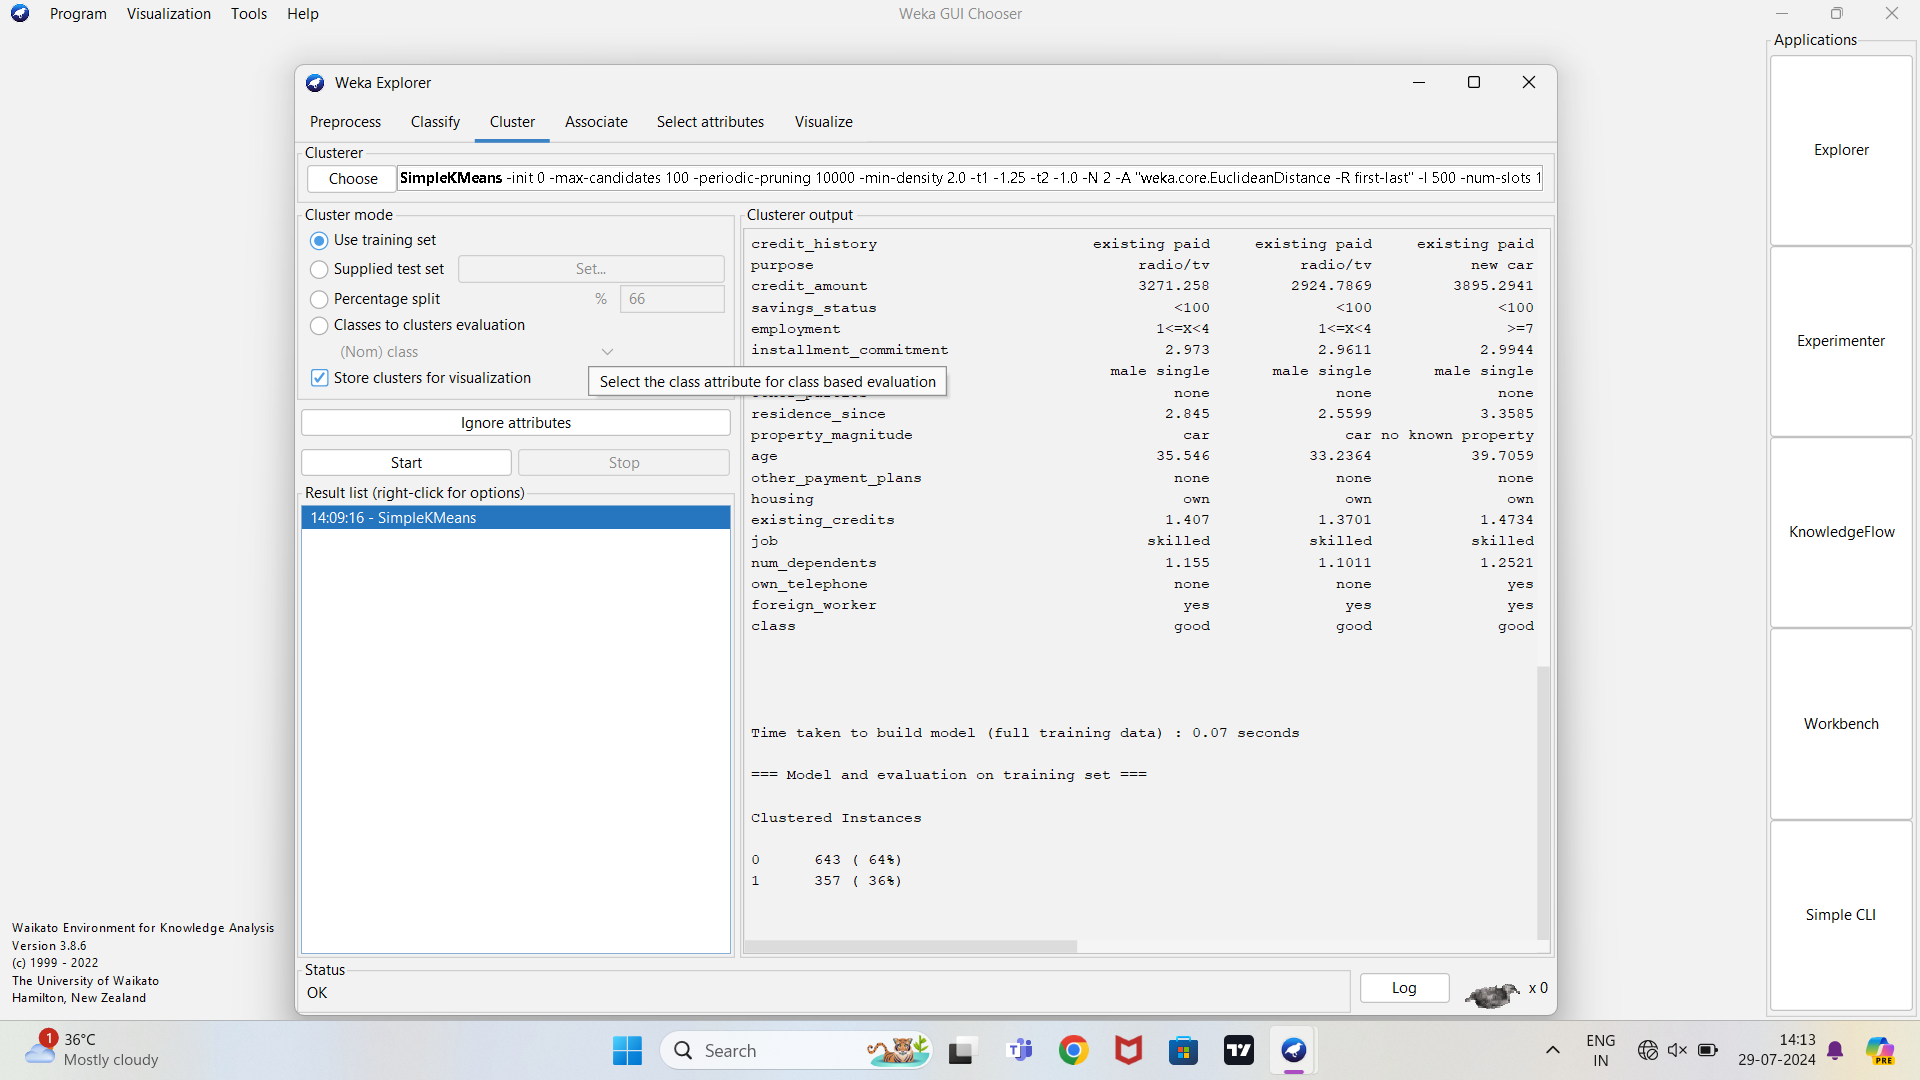 Program Visualization Tools Help
Weka GUI Chooser
Applications
Explorer
Experimenter
KnowledgeFlow
Workbench
Simple CLI
Weka Explorer
Preprocess Classify Cluster Associate Select attributes Visualize
Clusterer
Choose SimpleKMeans -init 0 -max-candidates 100 -periodic-pruning 10000 -min-density 2.0 -t1 -1.25 -t2 -1.0 -N 2 -A "weka.core.EuclideanDistance -R first-last" -I 500 -num-slots 1
Cluster mode
Use training set
Supplied test set Set...
Percentage split % 66
Classes to clusters evaluation
(Nom) class
Store clusters for visualization
Select the class attribute for class based evaluation
Ignore attributes
Start Stop
Result list (right-click for options)
14:09:16 - SimpleKMeans
Clusterer output
credit_history existing paid existing paid existing paid
purpose radio/tv radio/tv new car
credit_amount 3271.258 2924.7869 3895.2941
savings_status <100 <100 <100
employment 1<=X<4 1<=X<4 >=7
installment_commitment 2.973 2.9611 2.9944
male single male single male single
none none none
residence_since 2.845 2.5599 3.3585
property_magnitude car car no known property
age 35.546 33.2364 39.7059
other_payment_plans none none none
housing own own own
existing_credits 1.407 1.3701 1.4734
job skilled skilled skilled
num_dependents 1.155 1.1011 1.2521
own_telephone none none yes
foreign_worker yes yes yes
class good good good
Time taken to build model (full training data) : 0.07 seconds
=== Model and evaluation on training set ===
Clustered Instances
0 643 ( 64%)
1 357 ( 36%)
Status
OK
Log x 0
Waikato Environment for Knowledge Analysis
Version 3.8.6
(c) 1999 - 2022
The University of Waikato
Hamilton, New Zealand
1
36°C
Mostly cloudy
Search
ENG
IN
14:13
29-07-2024
PRE